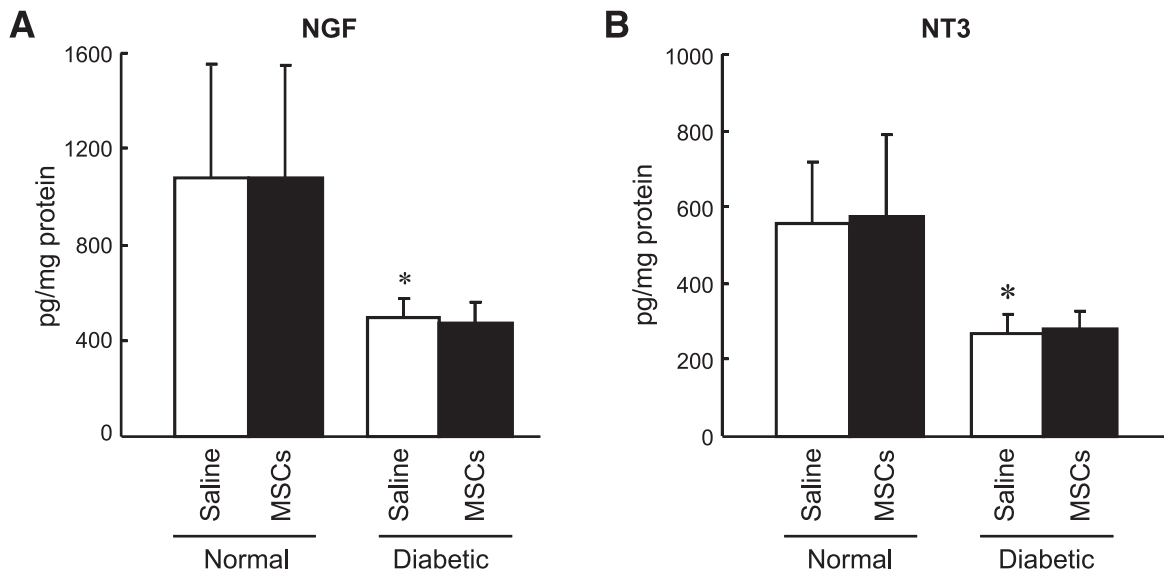 A
NGF
1600
1200
800
400
0
pg/mg protein
*
Saline
MSCs
Saline
MSCs
Normal
Diabetic
B
NT3
1000
800
600
400
200
0
pg/mg protein
*
Saline
MSCs
Saline
MSCs
Normal
Diabetic